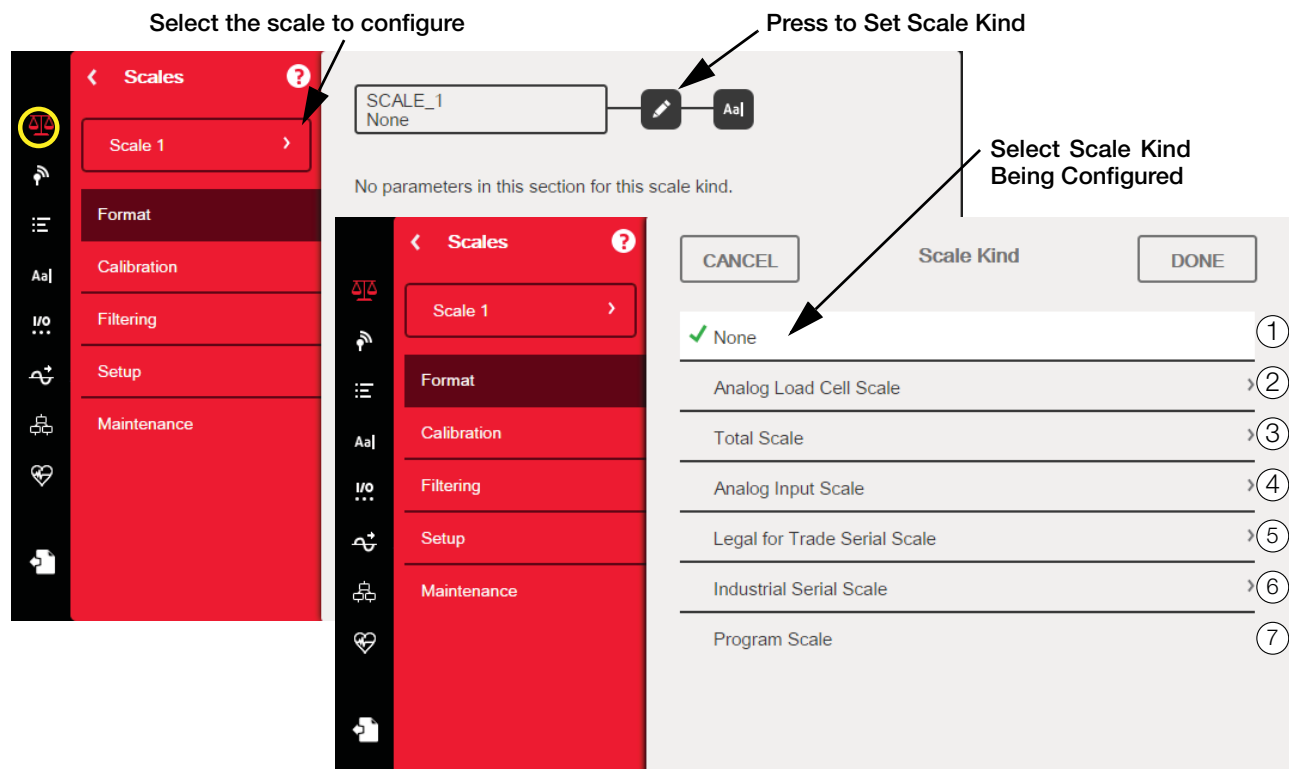 Select the scale to configure
Press to Set Scale Kind
Scales
?
Scale 1
Format
Calibration
Filtering
Setup
Maintenance
Aa
I/O
SCALE_1
None
Aa
No parameters in this section for this scale kind.
Select Scale Kind
Being Configured
Scales
?
Scale 1
Format
Calibration
Filtering
Setup
Maintenance
Aa
I/O
CANCEL
Scale Kind
DONE
None
1
Analog Load Cell Scale
2
Total Scale
3
Analog Input Scale
4
Legal for Trade Serial Scale
5
Industrial Serial Scale
6
Program Scale
7